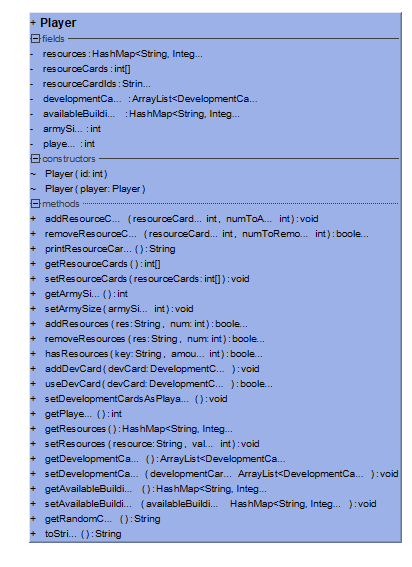 + Player
fields
- resources : HashMap<String, Integ...
- resourceCards : int[]
- resourceCardIds : Strin...
- developmentCa... : ArrayList<DevelopmentCa...
- availableBuildi... : HashMap<String, Integ...
- armySi... : int
- playe... : int
constructors
~ Player ( id : int )
~ Player ( player : Player )
methods
+ addResourceC... ( resourceCard... int, numToA... int ) : void
+ removeResourceC... ( resourceCard... int, numToRemo... int ) : boole...
+ printResourceCar... ( ) : String
+ getResourceCards ( ) : int[]
+ setResourceCards ( resourceCards : int[] ) : void
+ getArmySi... ( ) : int
+ setArmySize ( armySi... int ) : void
+ addResources ( res : String , num : int ) : boole...
+ removeResources ( res : String , num : int ) : boole...
+ hasResources ( key : String , amou... int ) : boole...
+ addDevCard ( devCard : DevelopmentC... ) : void
+ useDevCard ( devCard : DevelopmentC... ) : boole...
+ setDevelopmentCardsAsPlaya... ( ) : void
+ getPlaye... ( ) : int
+ getResources ( ) : HashMap<String, Integ...
+ setResources ( resource : String , val... int ) : void
+ getDevelopmentCa... ( ) : ArrayList<DevelopmentCa...
+ setDevelopmentCa... ( developmentCar... ArrayList<DevelopmentCa... ) : void
+ getAvailableBuildi... ( ) : HashMap<String, Integ...
+ setAvailableBuildi... ( availableBuildi... HashMap<String, Integ... ) : void
+ getRandomC... ( ) : String
+ toStri... ( ) : String